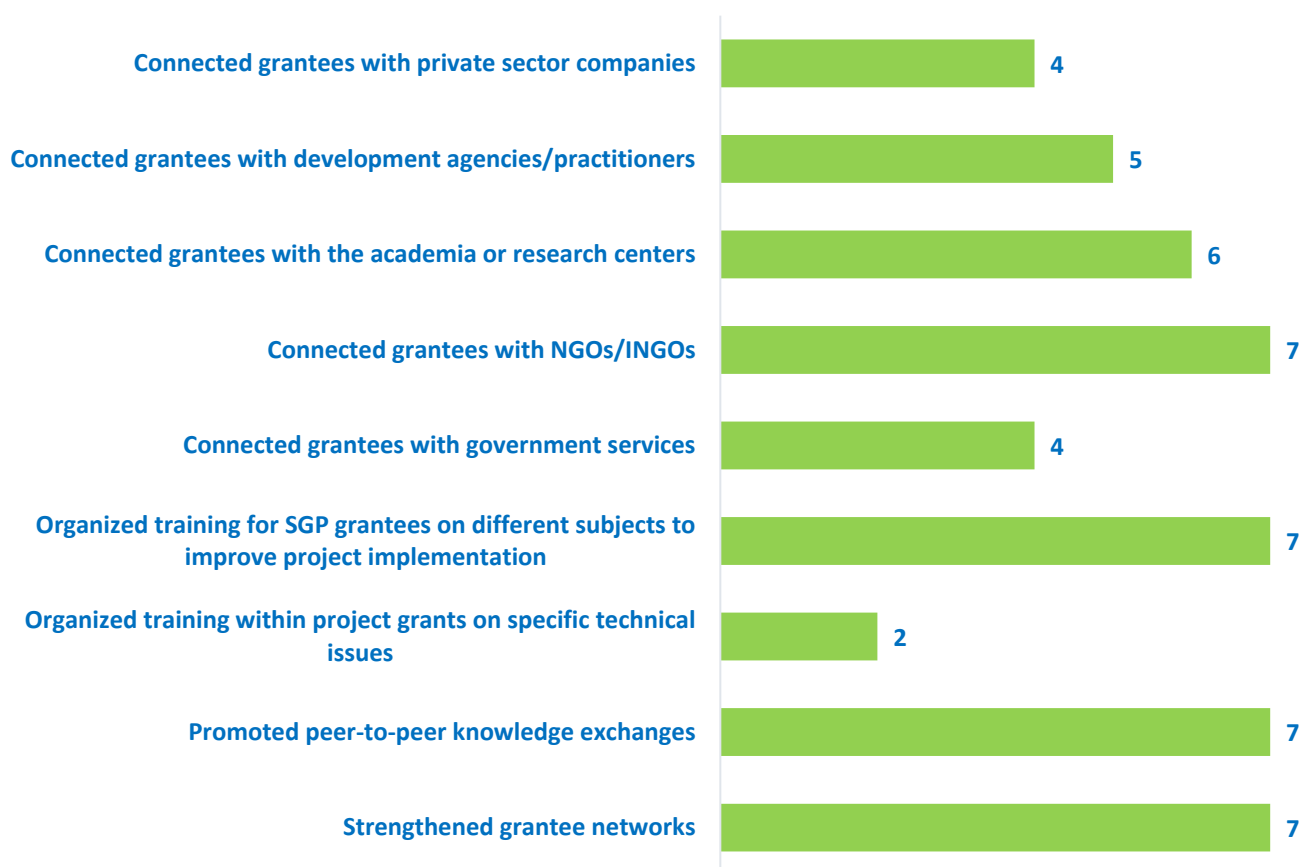 Connected grantees with private sector companies
4
Connected grantees with development agencies/practitioners
5
Connected grantees with the academia or research centers
6
Connected grantees with NGOs/INGOs
7
Connected grantees with government services
4
Organized training for SGP grantees on different subjects to
improve project implementation
7
Organized training within project grants on specific technical
issues
2
Promoted peer-to-peer knowledge exchanges
7
Strengthened grantee networks
7